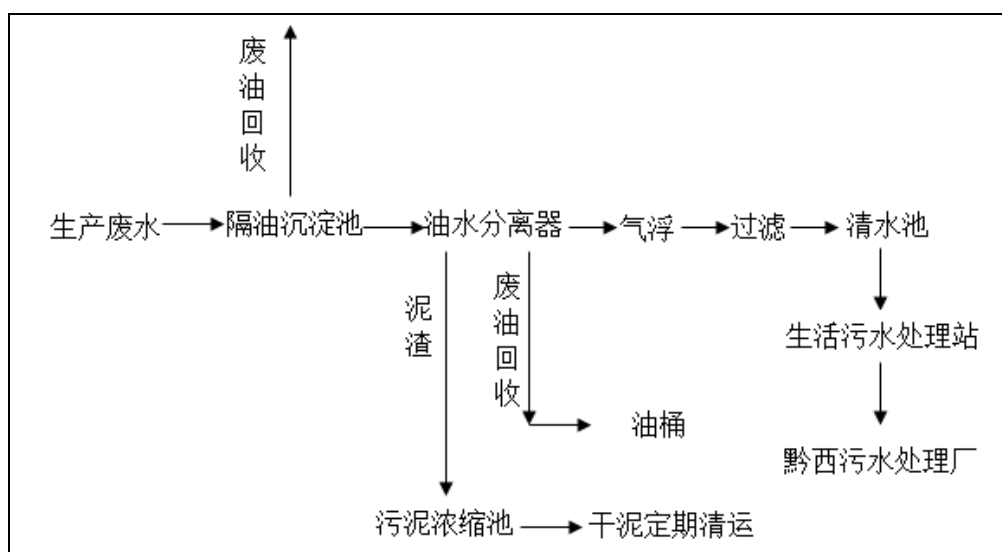 废油回收
生产废水
隔油沉淀池
油水分离器
气浮
过滤
清水池
泥渣
废油回收
生活污水处理站
油桶
黔西污水处理厂
污泥浓缩池
干泥定期清运